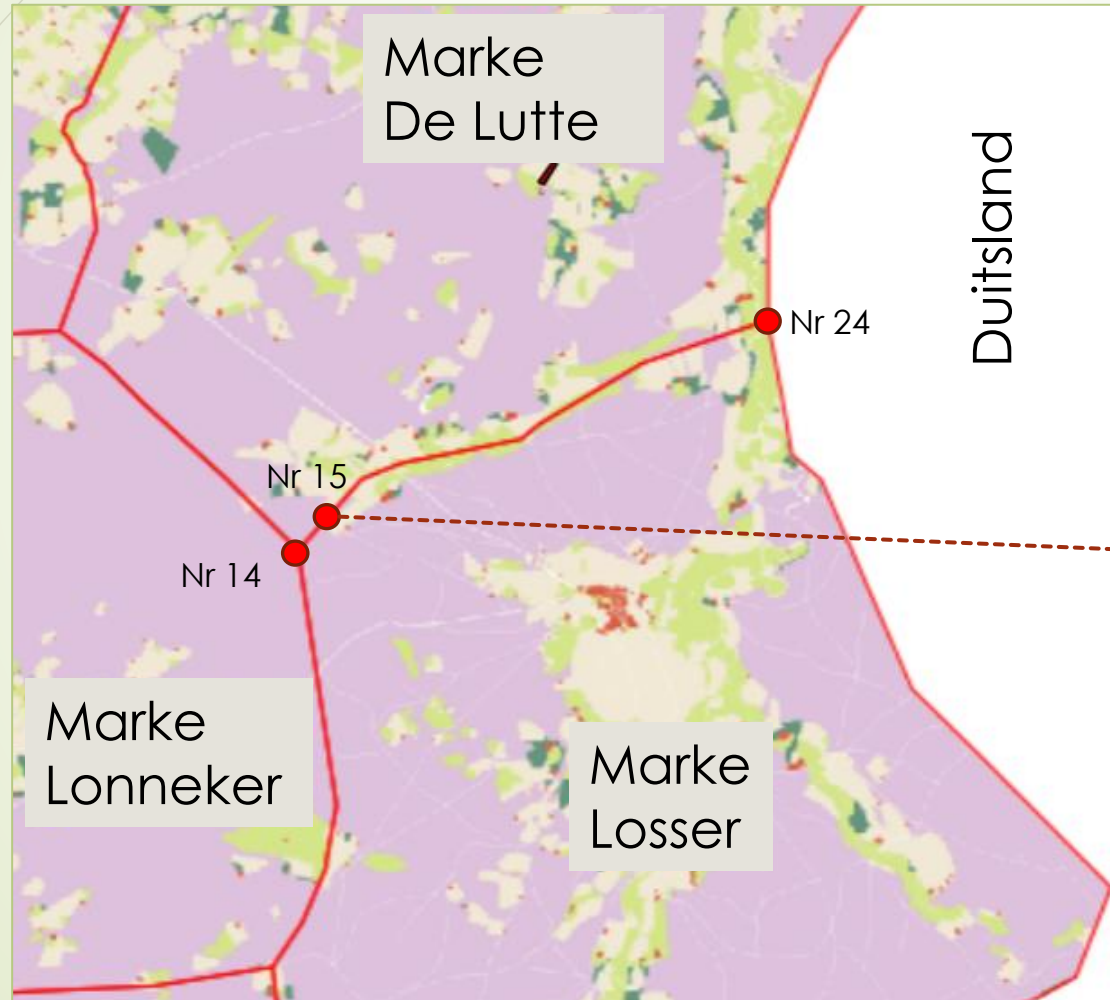 Marke
De Lutte
Duitsland
Nr 24
Nr 15
Nr 14
Marke
Lonneker
Marke
Losser